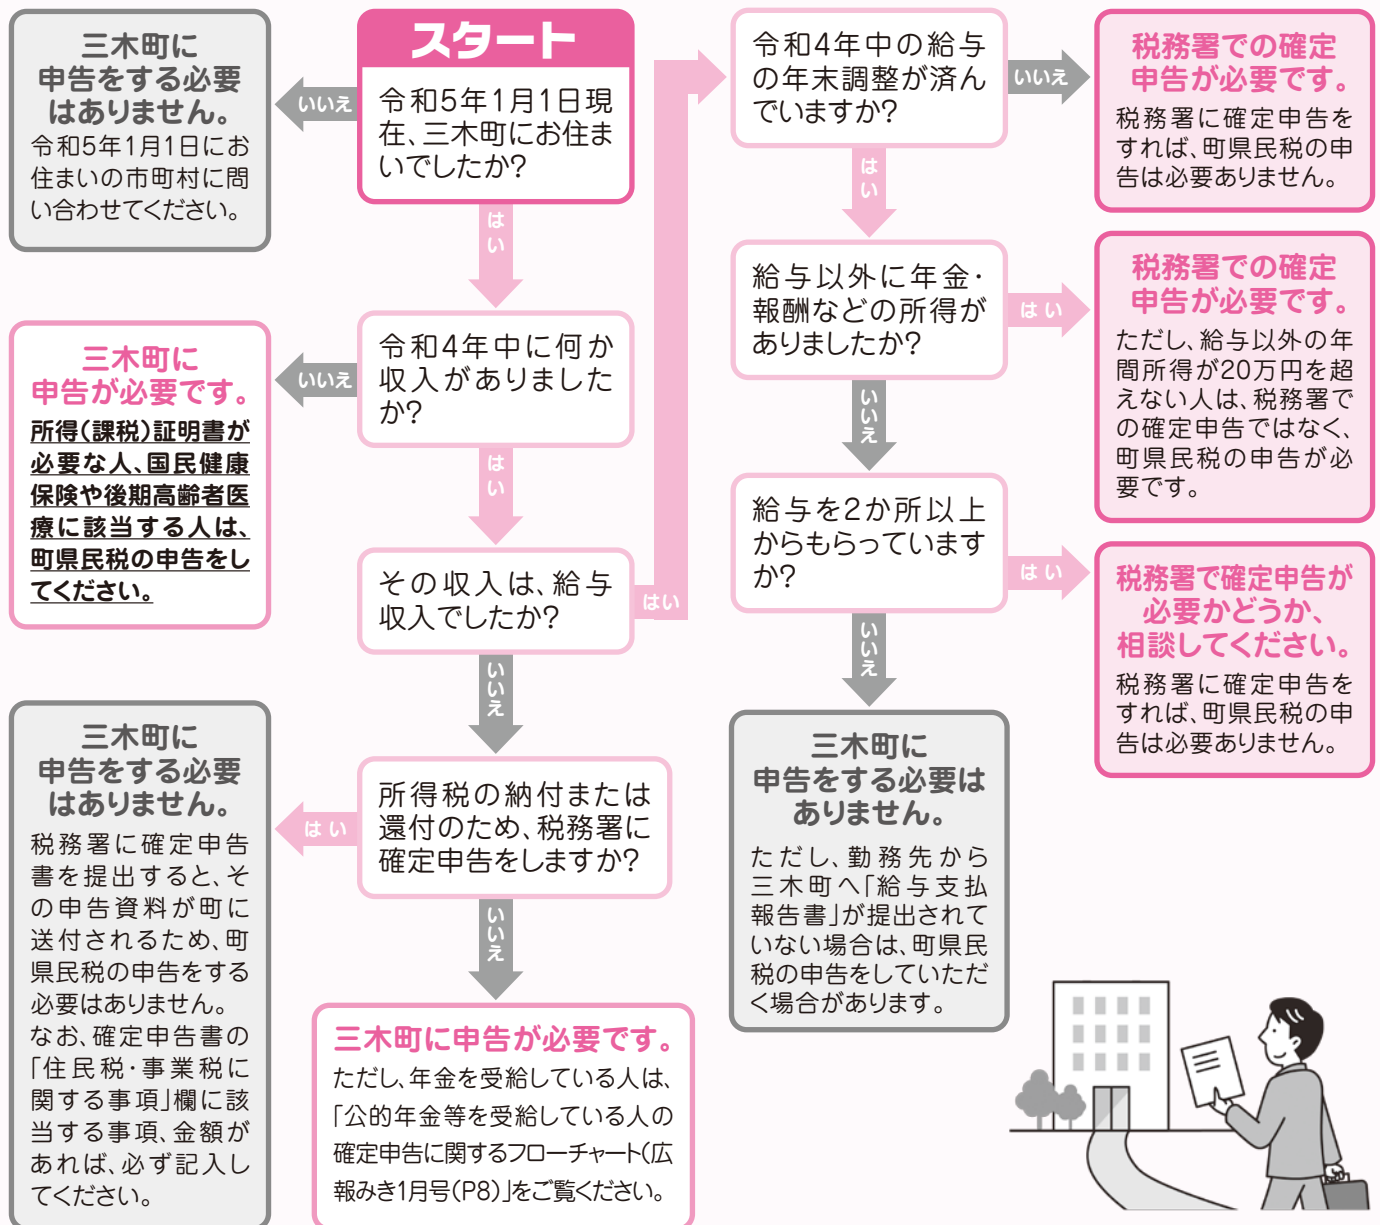 スタート
令和5年1月1日現
在、三木町にお住ま
いでしたか?
いいえ
三木町に
申告をする必要
はありません。
令和5年1月1日にお
住まいの市町村に問
い合わせてください。
はい
令和4年中に何か
収入がありました
か?
いいえ
三木町に
申告が必要です。
所得(課税)証明書が
必要な人、国民健康
保険や後期高齢者医
療に該当する人は、
町県民税の申告をし
てください。
はい
その収入は、給与
収入でしたか?
はい
いいえ
所得税の納付または
還付のため、税務署に
確定申告をしますか?
はい
三木町に
申告をする必要
はありません。
税務署に確定申告
書を提出すると、そ
の申告資料が町に
送付されるため、町
県民税の申告をする
必要はありません。
なお、確定申告書の
「住民税・事業税に
関する事項」欄に該
当する事項、金額が
あれば、必ず記入し
てください。
いいえ
三木町に申告が必要です。
ただし、年金を受給している人は、
「公的年金等を受給している人の
確定申告に関するフローチャート(広
報みき1月号(P8)」をご覧ください。
令和4年中の給与
の年末調整が済ん
でいますか?
いいえ
税務署での確定
申告が必要です。
税務署に確定申告を
すれば、町県民税の申
告は必要ありません。
はい
給与以外に年金・
報酬などの所得が
ありましたか?
はい
税務署での確定
申告が必要です。
ただし、給与以外の年
間所得が20万円を超
えない人は、税務署で
の確定申告ではなく、
町県民税の申告が必
要です。
いいえ
給与を2か所以上
からもらっています
か?
はい
税務署で確定申告が
必要かどうか、
相談してください。
税務署に確定申告を
すれば、町県民税の申
告は必要ありません。
いいえ
三木町に
申告をする必要は
ありません。
ただし、勤務先から
三木町へ「給与支払
報告書」が提出されて
いない場合は、町県民
税の申告をしていただ
く場合があります。